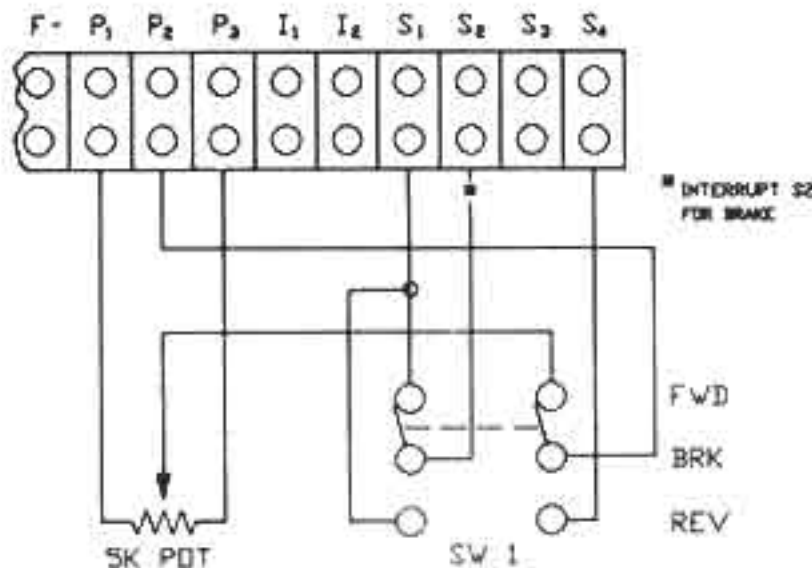 F- P₁ P₂ P₃ I₁ I₂ S₁ S₂ S₃ S₄
* INTERRUPT S2
FOR BRAKE
FWD
BRK
REV
5K POT
SW 1